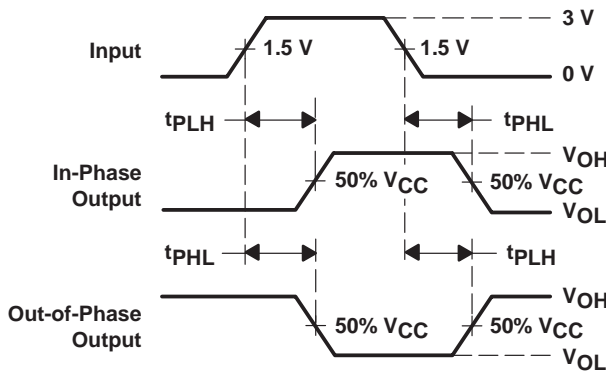 3 V
Input
1.5 V
1.5 V
0 V
tPLH
tPHL
In-Phase
Output
VOH
50% VCC
50% VCC
VOL
tPHL
tPLH
Out-of-Phase
Output
VOH
50% VCC
50% VCC
VOL